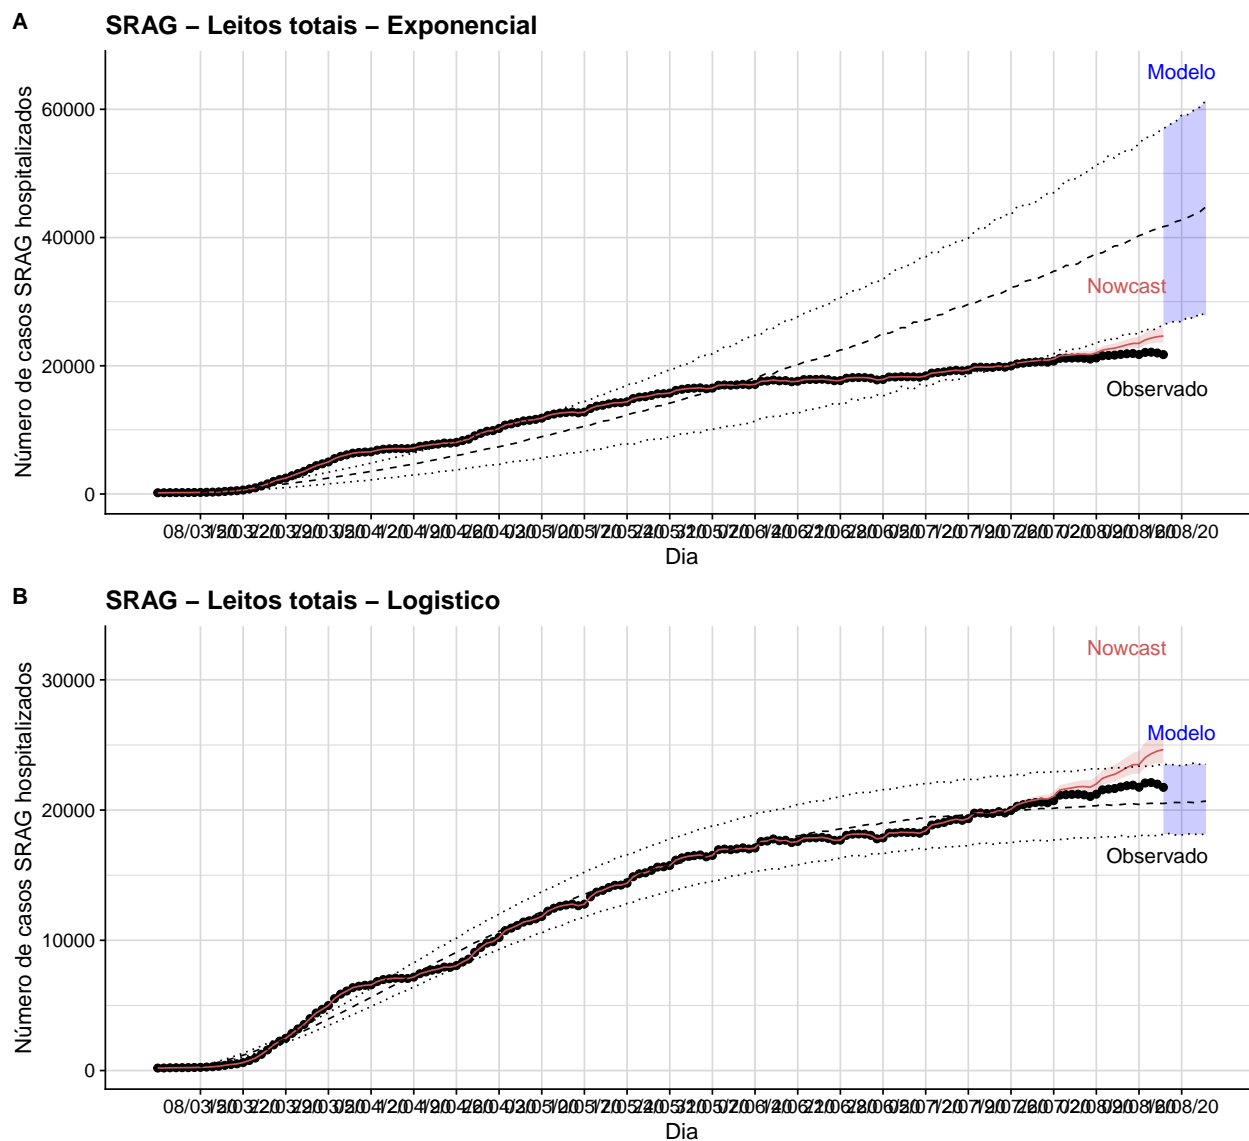 A
SRAG – Leitos totais – Exponencial
Número de casos SRAG hospitalizados
60000
40000
20000
0
Modelo
Nowcast
Observado
Dia
B
SRAG – Leitos totais – Logistico
Número de casos SRAG hospitalizados
30000
20000
10000
0
Nowcast
Modelo
Observado
Dia